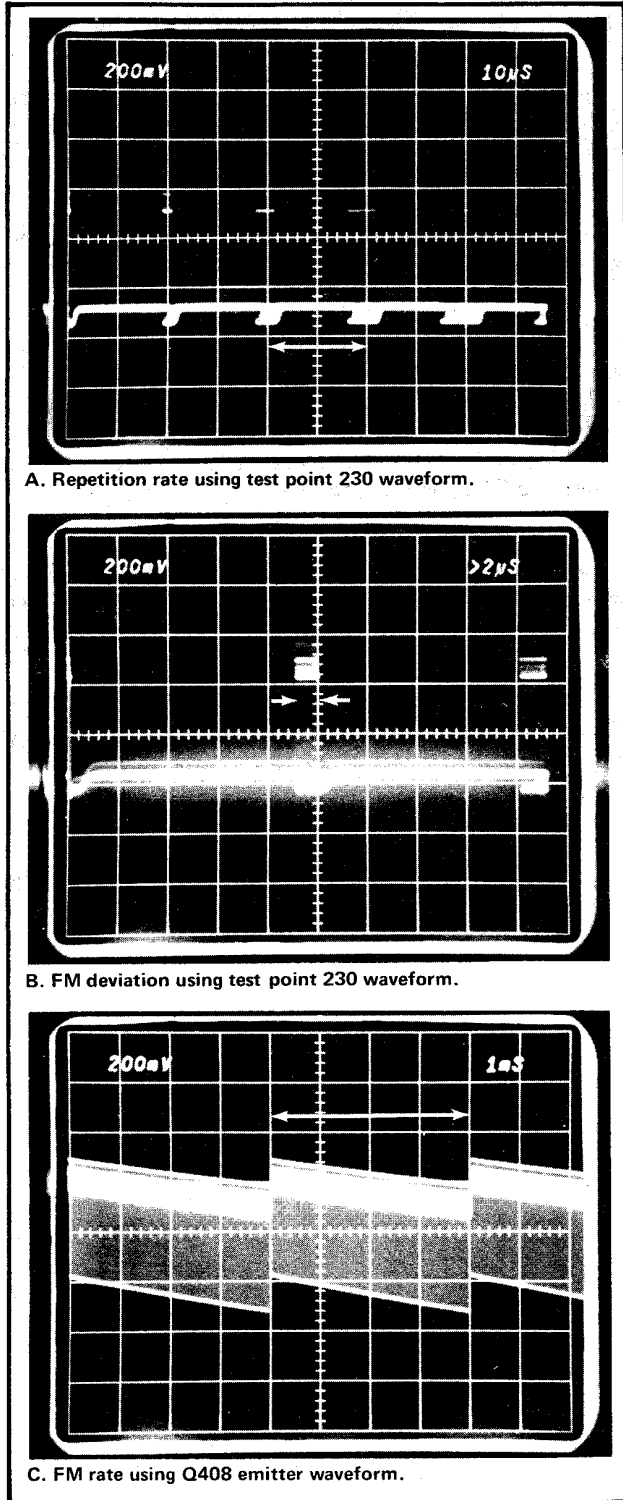 200mV 10µS
A. Repetition rate using test point 230 waveform.
200mV >2µS
B. FM deviation using test point 230 waveform.
200mV 1mS
C. FM rate using Q408 emitter waveform.